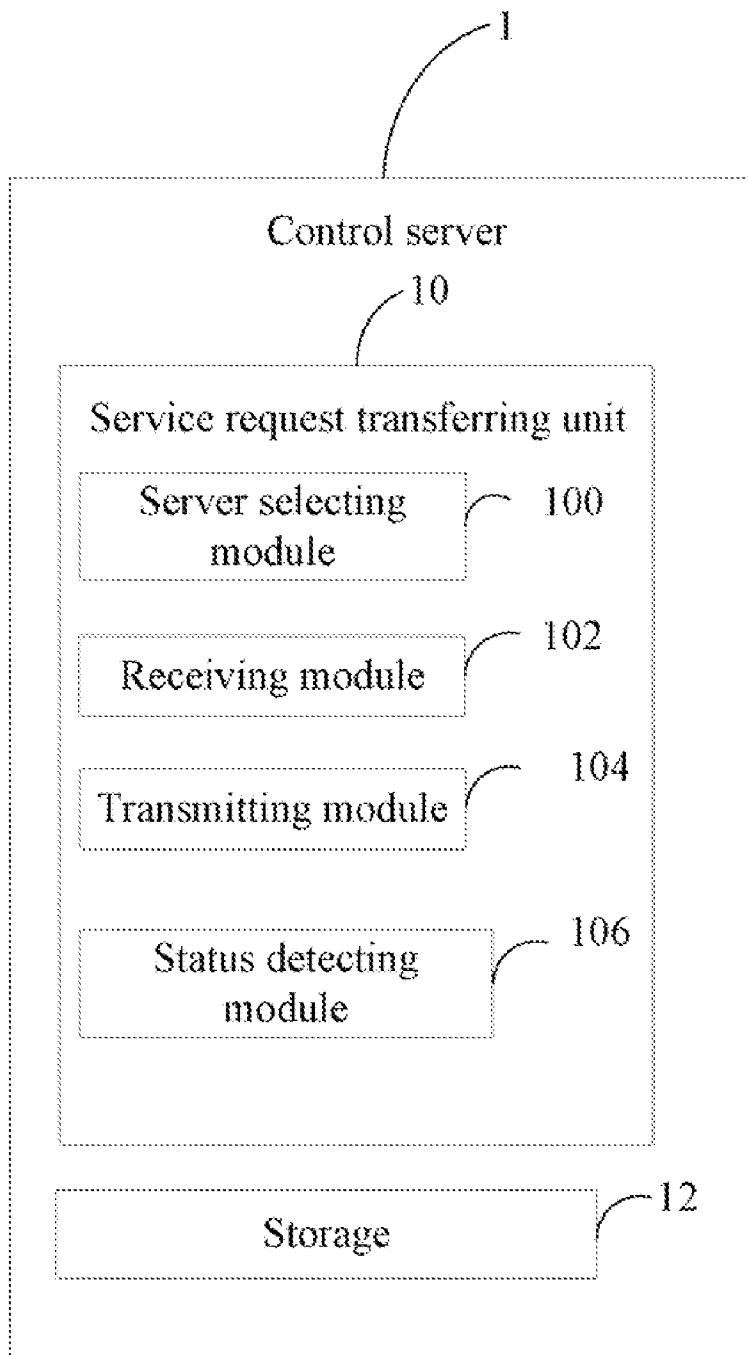 1
Control server
10
Service request transferring unit
Server selecting
module
100
Receiving module
102
Transmitting module
104
Status detecting
module
106
Storage
12